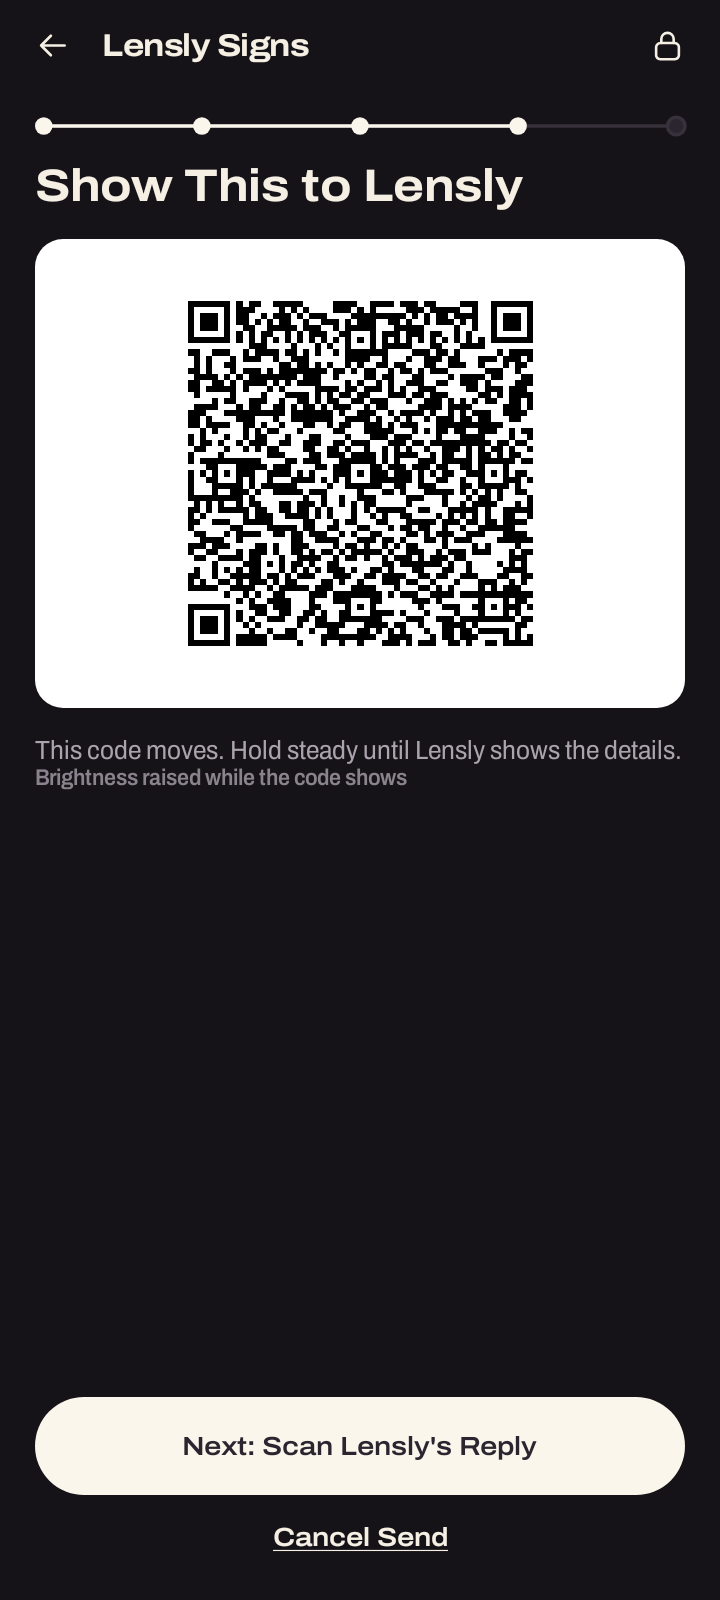 Lensly Signs
Show This to Lensly
This code moves. Hold steady until Lensly shows the details.
Brightness raised while the code shows
Next: Scan Lensly's Reply
Cancel Send